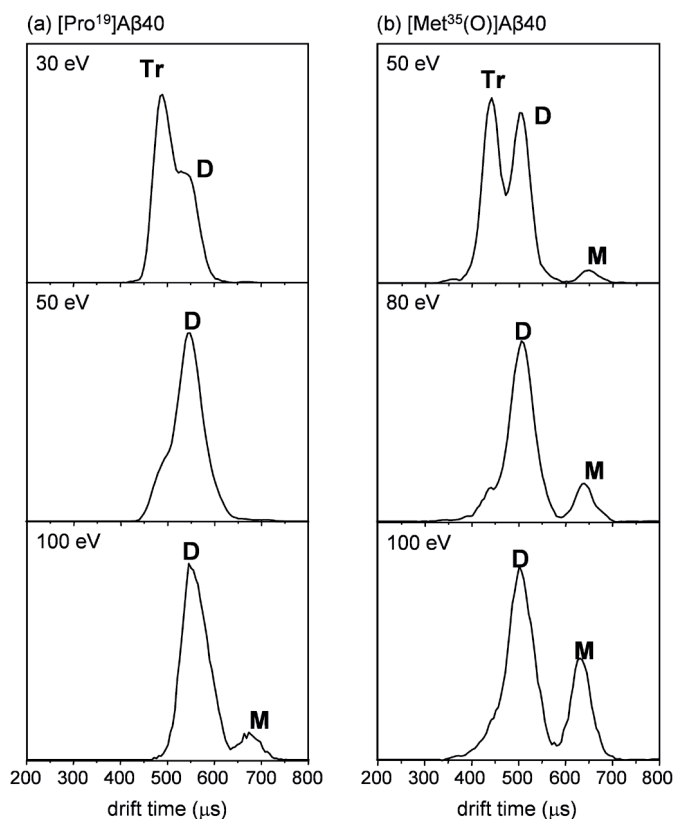 (a) [Pro¹⁹]Aβ40
30 eV
Tr
D
50 eV
D
100 eV
D
M
200 300 400 500 600 700 800
drift time (μs)
(b) [Met³⁵(O)]Aβ40
50 eV
Tr
D
M
80 eV
D
M
100 eV
D
M
200 300 400 500 600 700 800
drift time (μs)